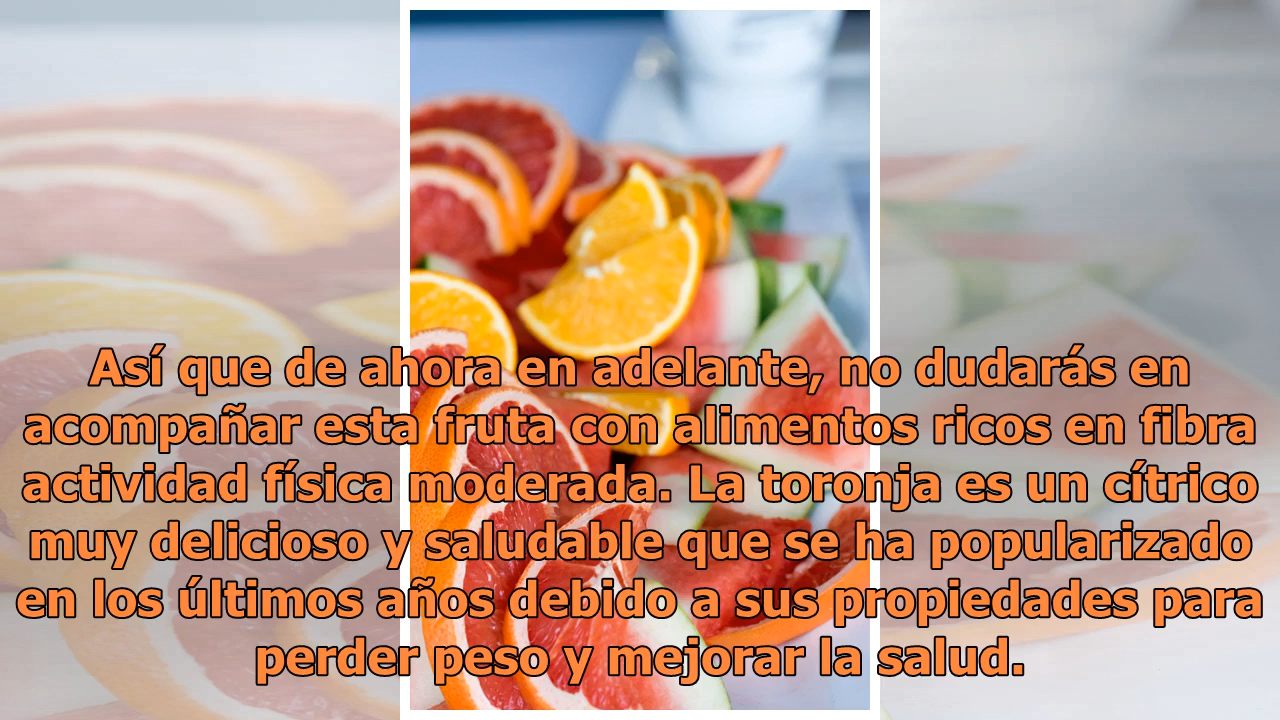 Así que de ahora en adelante, no dudarás en
acompañar esta fruta con alimentos ricos en fibra
actividad física moderada. La toronja es un cítrico
muy delicioso y saludable que se ha popularizado
en los últimos años debido a sus propiedades para
perder peso y mejorar la salud.